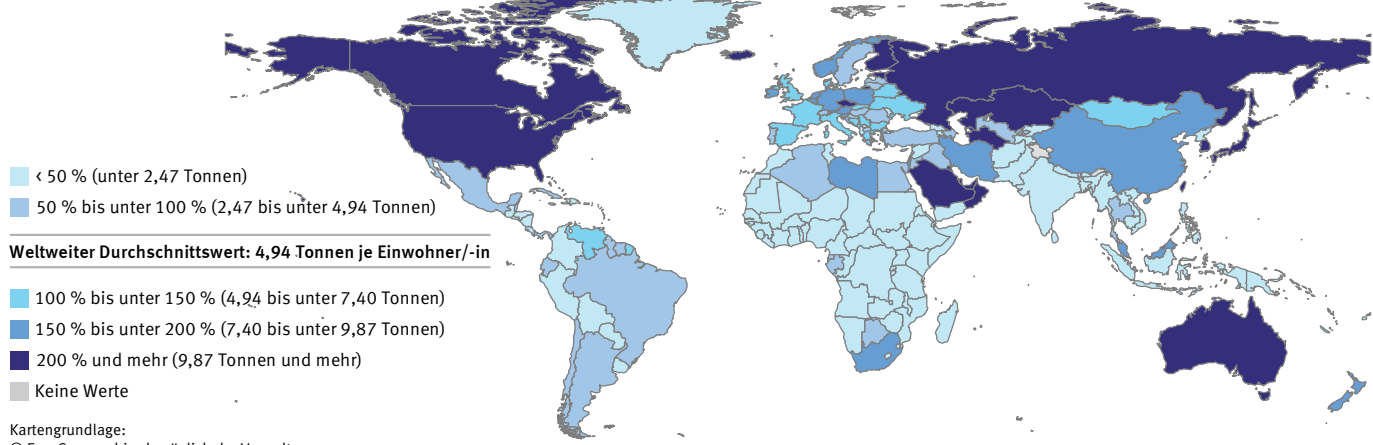 < 50 % (unter 2,47 Tonnen)
50 % bis unter 100 % (2,47 bis unter 4,94 Tonnen)
Weltweiter Durchschnittswert: 4,94 Tonnen je Einwohner/-in
100 % bis unter 150 % (4,94 bis unter 7,40 Tonnen)
150 % bis unter 200 % (7,40 bis unter 9,87 Tonnen)
200 % und mehr (9,87 Tonnen und mehr)
Keine Werte
Kartengrundlage: